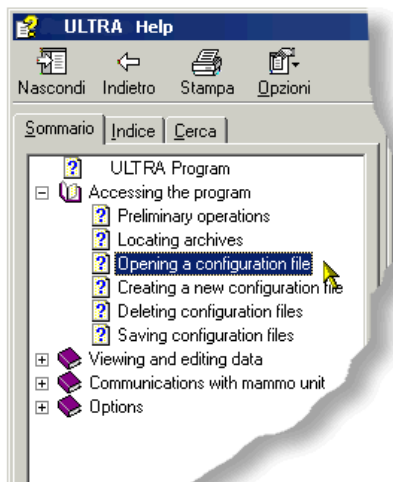 ULTRA Help
Nascondi Indietro Stampa Opzioni
Sommario Indice Cerca
ULTRA Program
Accessing the program
Preliminary operations
Locating archives
Opening a configuration file
Creating a new configuration file
Deleting configuration files
Saving configuration files
Viewing and editing data
Communications with mammo unit
Options